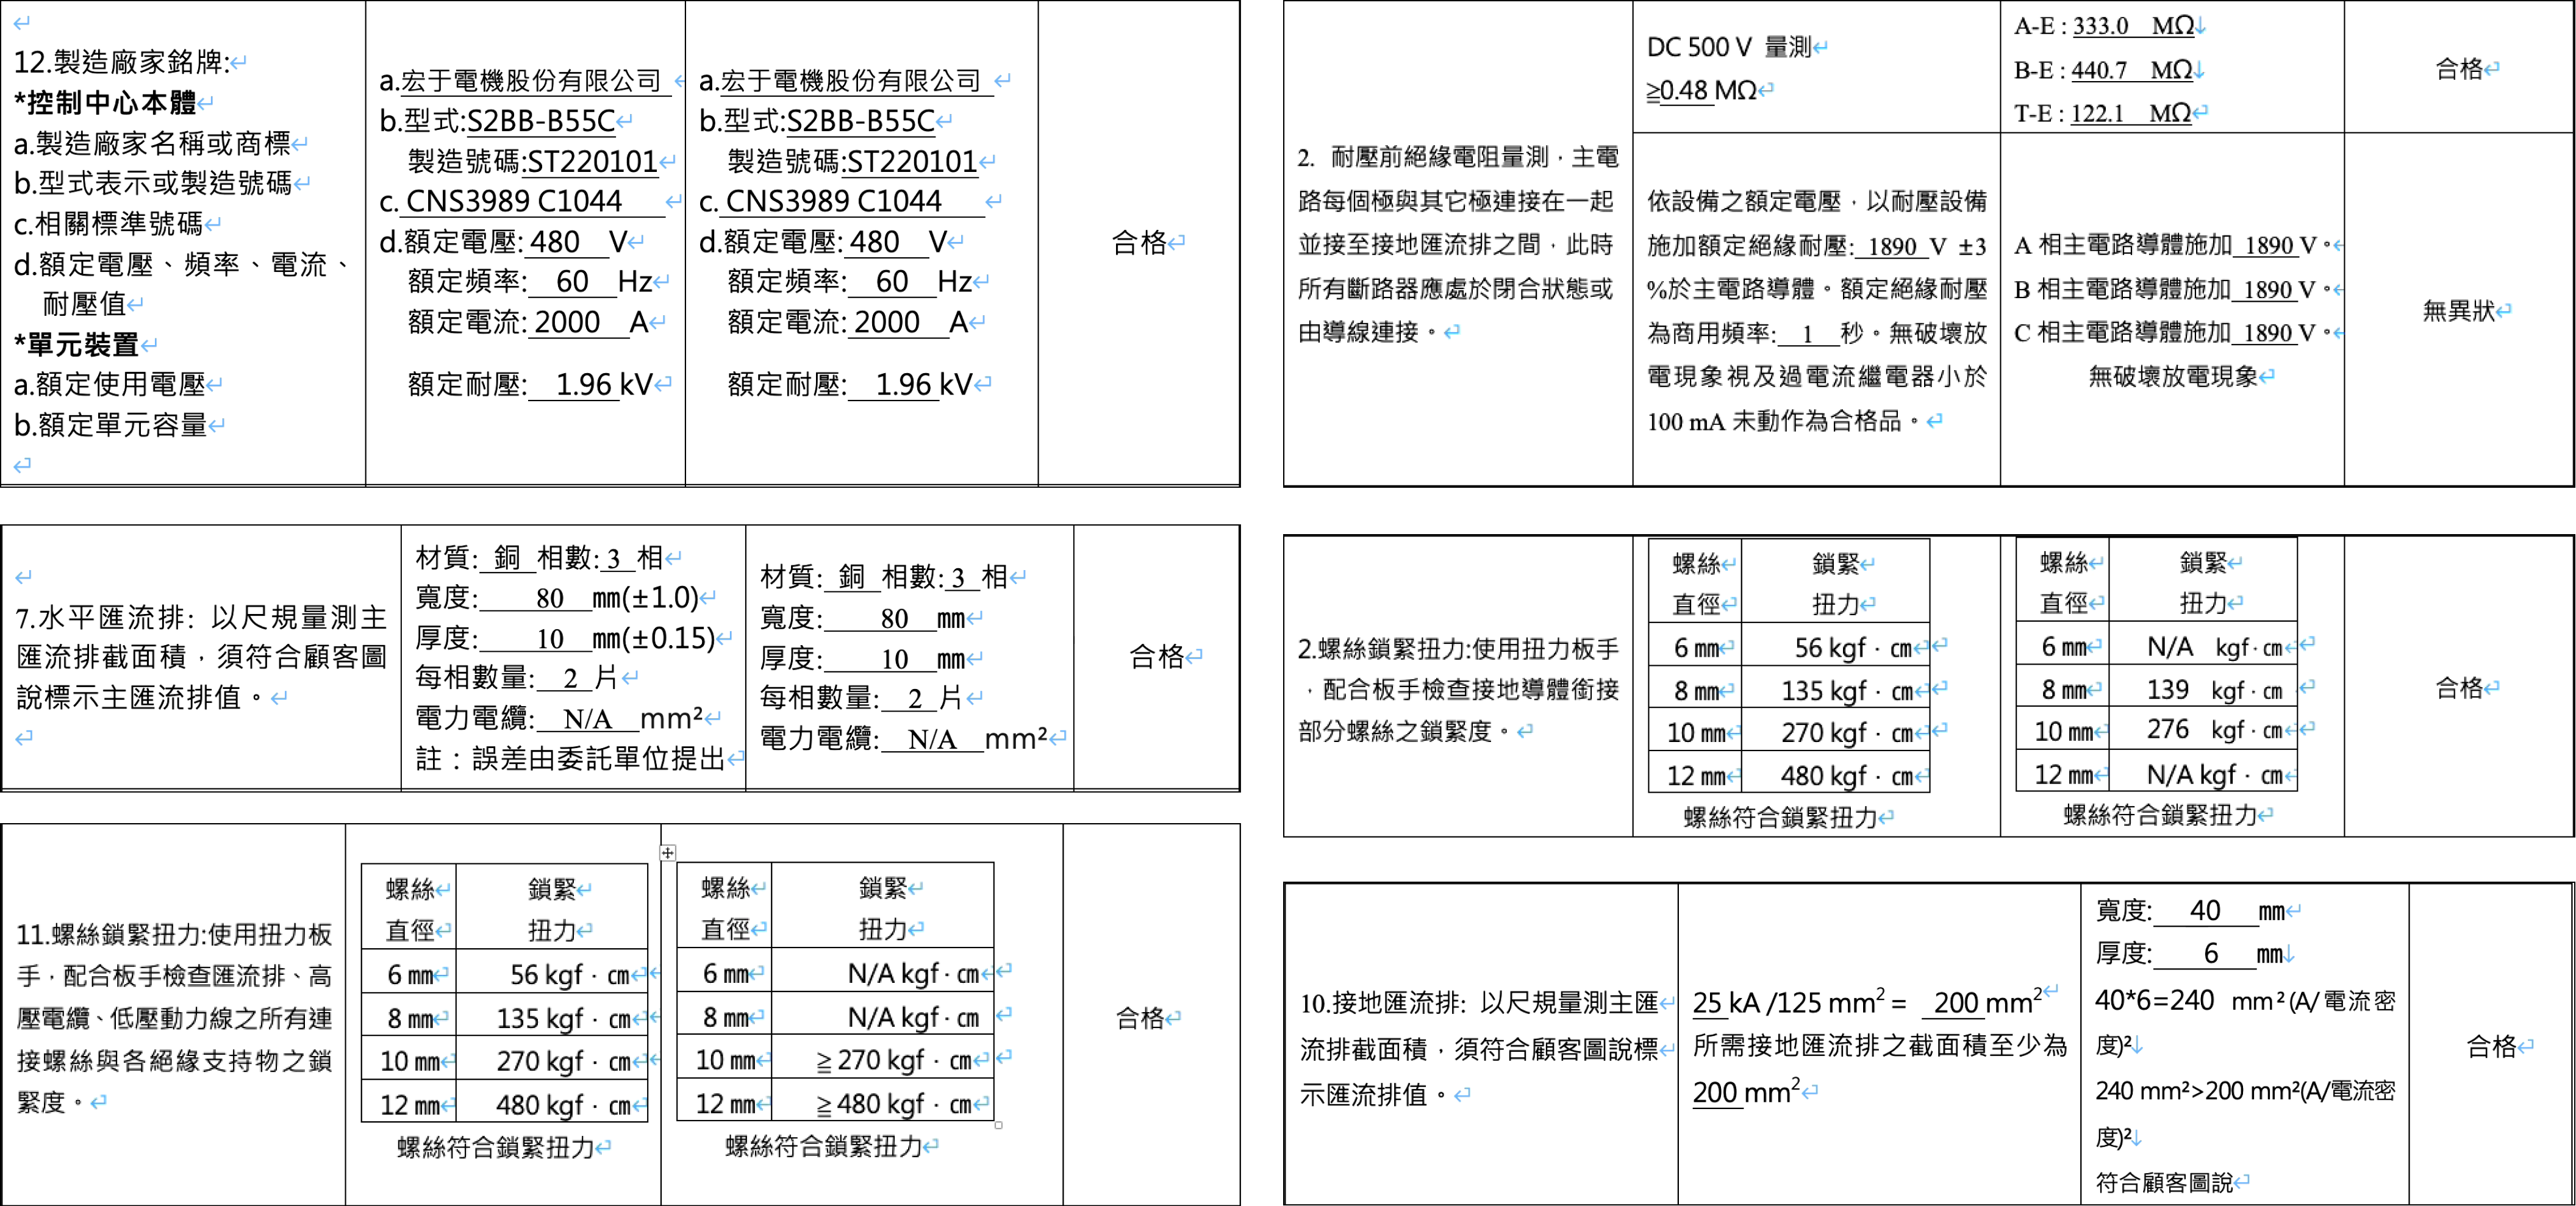 12.製造廠家銘牌:
*控制中心本體
a.製造廠家名稱或商標
b.型式表示或製造號碼
c.相關標準號碼
d.額定電壓、頻率、電流、
耐壓值
*單元裝置
a.額定使用電壓
b.額定單元容量
a.宏于電機股份有限公司
b.型式:S2BB-B55C
製造號碼:ST220101
c. CNS3989 C1044
d.額定電壓: 480 V
額定頻率: 60 Hz
額定電流: 2000 A
額定耐壓: 1.96 kV
a.宏于電機股份有限公司
b.型式:S2BB-B55C
製造號碼:ST220101
c. CNS3989 C1044
d.額定電壓: 480 V
額定頻率: 60 Hz
額定電流: 2000 A
額定耐壓: 1.96 kV
合格
7.水平匯流排: 以尺規量測主
匯流排截面積，須符合顧客圖
說標示主匯流排值。
材質: 銅 相數: 3 相
寬度: 80 mm(±1.0)
厚度: 10 mm(±0.15)
每相數量: 2 片
電力電纜: N/A mm²
註：誤差由委託單位提出
材質: 銅 相數: 3 相
寬度: 80 mm
厚度: 10 mm
每相數量: 2 片
電力電纜: N/A mm²
合格
11.螺絲鎖緊扭力:使用扭力板
手，配合板手檢查匯流排、高
壓電纜、低壓動力線之所有連
接螺絲與各絕緣支持物之鎖
緊度。
螺絲 鎖緊
直徑 扭力
6 mm 56 kgf · cm
8 mm 135 kgf · cm
10 mm 270 kgf · cm
12 mm 480 kgf · cm
螺絲符合鎖緊扭力
螺絲 鎖緊
直徑 扭力
6 mm N/A kgf · cm
8 mm N/A kgf · cm
10 mm ≧ 270 kgf · cm
12 mm ≧ 480 kgf · cm
螺絲符合鎖緊扭力
合格
2. 耐壓前絕緣電阻量測，主電
路每個極與其它極連接在一起
並接至接地匯流排之間，此時
所有斷路器應處於閉合狀態或
由導線連接。
DC 500 V 量測
≧0.48 MΩ
A-E : 333.0 MΩ
B-E : 440.7 MΩ
T-E : 122.1 MΩ
合格
依設備之額定電壓，以耐壓設備
施加額定絕緣耐壓: 1890 V ±3
%於主電路導體。額定絕緣耐壓
為商用頻率: 1 秒。無破壞放
電現象視及過電流繼電器小於
100 mA 未動作為合格品。
A 相主電路導體施加 1890 V。
B 相主電路導體施加 1890 V。
C 相主電路導體施加 1890 V。
無破壞放電現象
無異狀
2.螺絲鎖緊扭力:使用扭力板手
，配合板手檢查接地導體銜接
部分螺絲之鎖緊度。
螺絲 鎖緊
直徑 扭力
6 mm 56 kgf · cm
8 mm 135 kgf · cm
10 mm 270 kgf · cm
12 mm 480 kgf · cm
螺絲符合鎖緊扭力
螺絲 鎖緊
直徑 扭力
6 mm N/A kgf · cm
8 mm 139 kgf · cm
10 mm 276 kgf · cm
12 mm N/A kgf · cm
螺絲符合鎖緊扭力
合格
10.接地匯流排: 以尺規量測主匯
流排截面積，須符合顧客圖說標
示匯流排值。
25 kA /125 mm² = 200 mm²
所需接地匯流排之截面積至少為
200 mm²
寬度: 40 mm
厚度: 6 mm
40*6=240 mm²(A/電流密
度)²
240 mm²>200 mm²(A/電流密
度)²
符合顧客圖說
合格